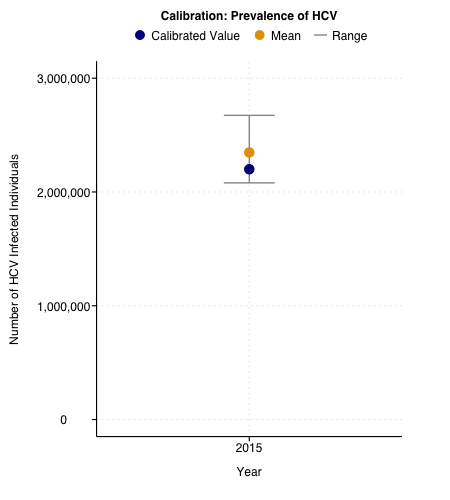 Calibration: Prevalence of HCV
Calibrated Value Mean Range
3,000,000
2,000,000
1,000,000
0
Number of HCV Infected Individuals
2015
Year